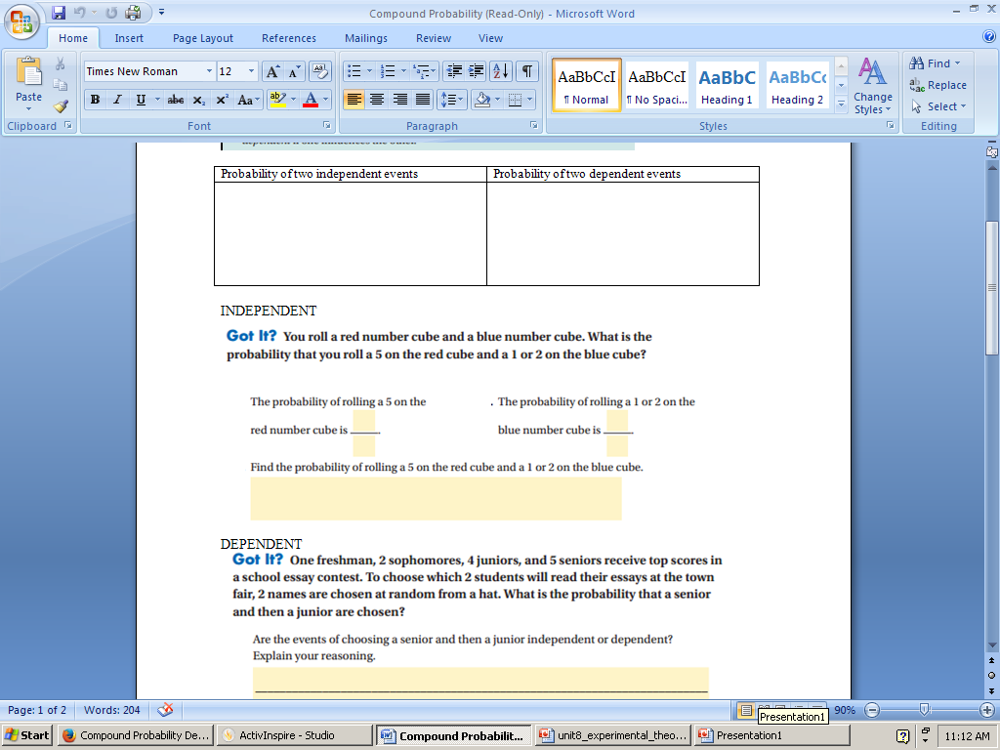 Compound Probability (Read-Only) - Microsoft Word
Home Insert Page Layout References Mailings Review View
Paste
Clipboard
Times New Roman 12
B I U abc X₂ X² Aa
Font
Paragraph
AaBbCcI AaBbCcI AaBbC AaBbCc
¶ Normal ¶ No Spaci... Heading 1 Heading 2
Change Styles
Styles
Find
Replace
Select
Editing
Probability of two independent events Probability of two dependent events
INDEPENDENT
Got It? You roll a red number cube and a blue number cube. What is the
probability that you roll a 5 on the red cube and a 1 or 2 on the blue cube?
The probability of rolling a 5 on the . The probability of rolling a 1 or 2 on the
red number cube is ____. blue number cube is ____.
Find the probability of rolling a 5 on the red cube and a 1 or 2 on the blue cube.
DEPENDENT
Got It? One freshman, 2 sophomores, 4 juniors, and 5 seniors receive top scores in
a school essay contest. To choose which 2 students will read their essays at the town
fair, 2 names are chosen at random from a hat. What is the probability that a senior
and then a junior are chosen?
Are the events of choosing a senior and then a junior independent or dependent?
Explain your reasoning.
Page: 1 of 2 Words: 204 90%
Presentation1
Start Compound Probability De... ActivInspire - Studio Compound Probabilit... unit8_experimental_theo... Presentation1 11:12 AM